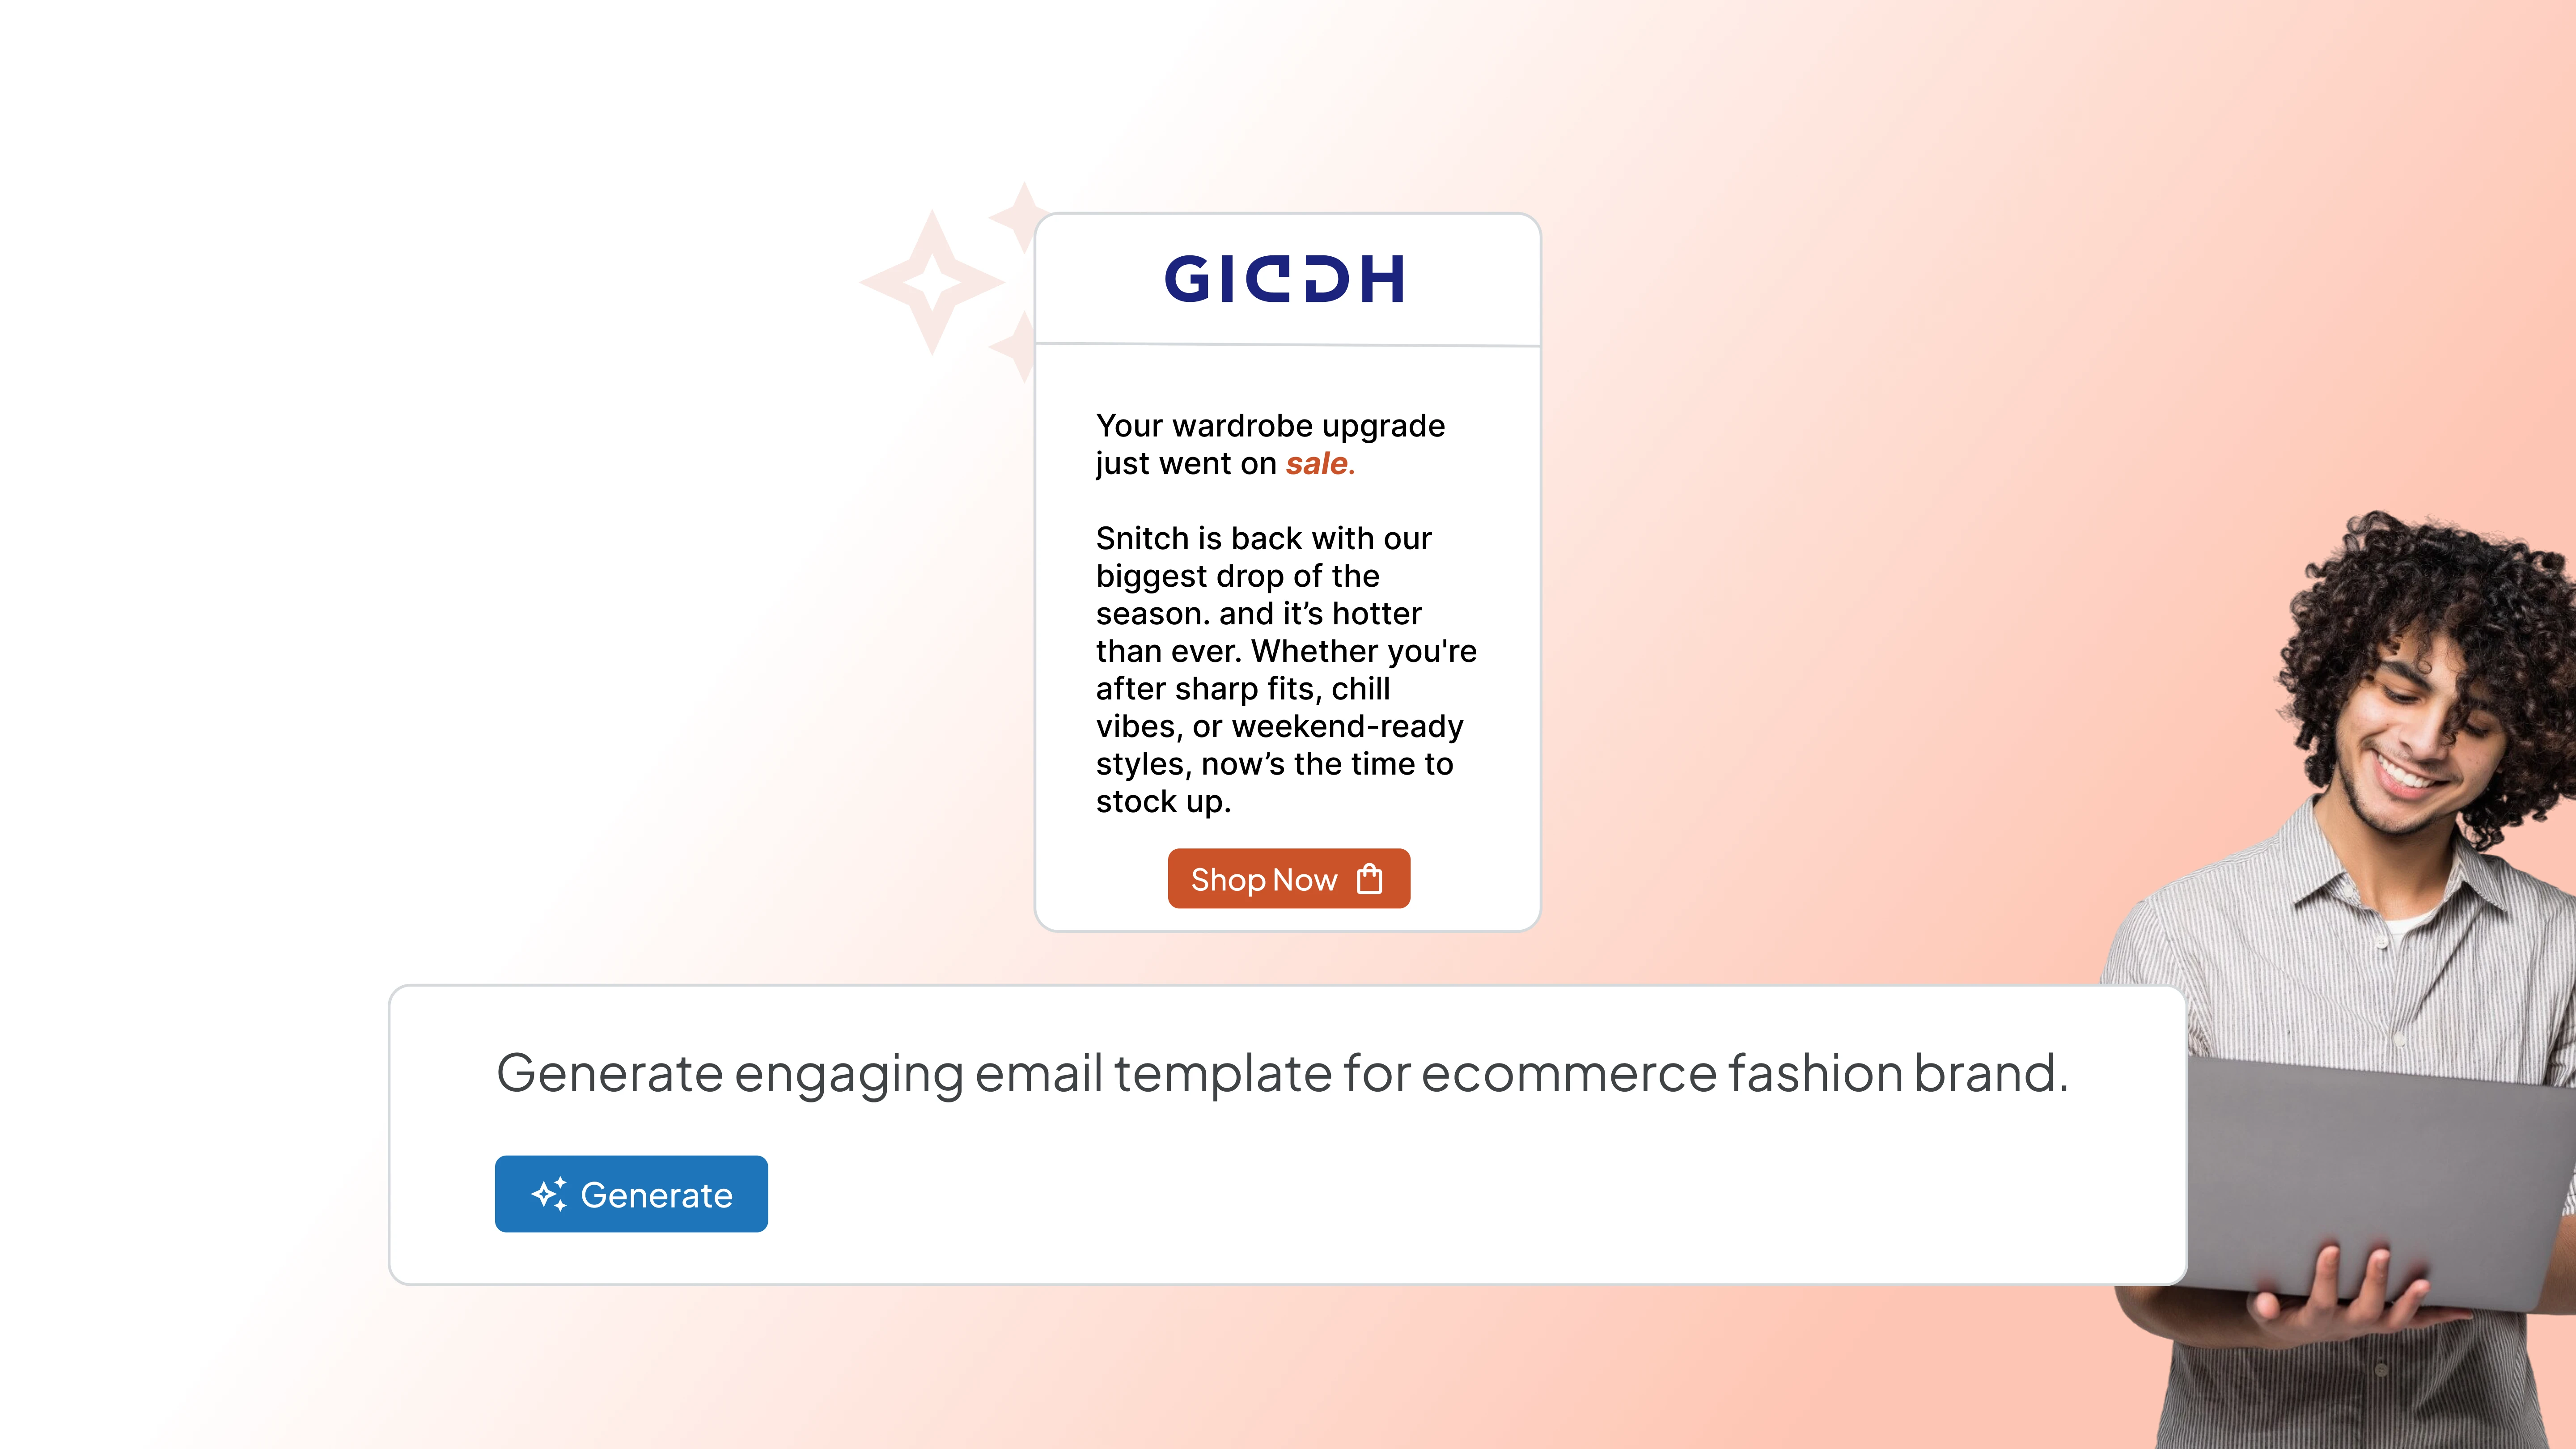 GICDH
Your wardrobe upgrade
just went on sale.
Snitch is back with our
biggest drop of the
season. and it’s hotter
than ever. Whether you're
after sharp fits, chill
vibes, or weekend-ready
styles, now’s the time to
stock up.
Shop Now
Generate engaging email template for ecommerce fashion brand.
Generate